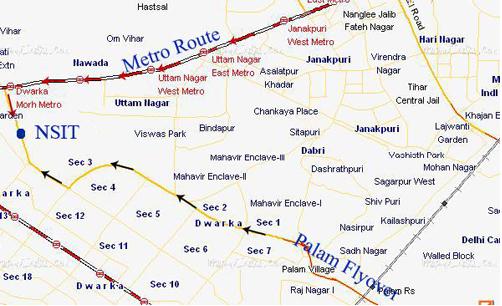 Hastsal
East Metro
Nanglee Jalib
Fateh Nagar
Om Vihar
Janakpuri
West Metro
Road
Hari Nagar
Metro Route
Nawada
Uttam Nagar
East Metro
Janakpuri
Virendra
Nagar
Extn
Dwarka
Morh Metro
Uttam Nagar
West Metro
Asalatpur
Khadar
Tihar
Central Jail
Uttam Nagar
Chankaya Place
NSIT
Viswas Park
Bindapur
Sitapuri
Janakpuri
Lajwanti
Garden
Khajan
Dabri
Mahavir Enclave-III
Mohan Nagar
Sec 3
Dashrathpuri
Mahavir Enclave-II
Sagarpur West
Walled Block
Sec 4
Shiv Puri
Sec 12
Sec 5
Sec 2
Mahavir Enclave-I
Kailashpuri
Dwarka
Sec 1
Nasirpur
13
Sec 11
Sec 6
Sec 7
Sadh Nagar
Delhi Ca
Palam Flyover
Palam Village
Sec 18
Sec 10
Raj Nagar I
Palam Rs